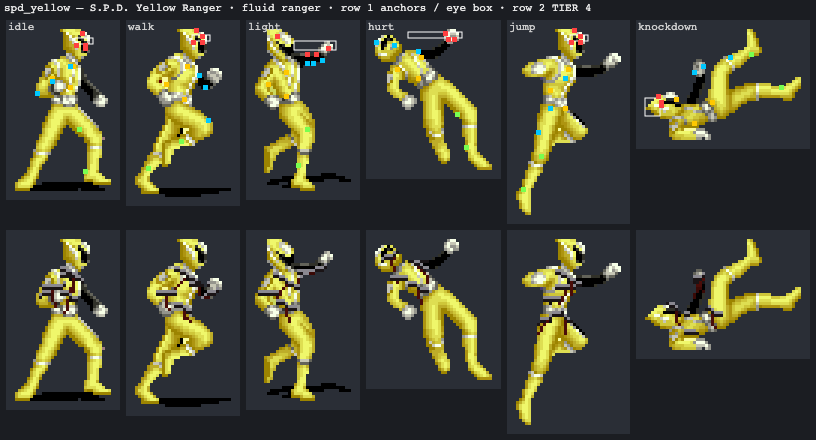 spd_yellow — S.P.D. Yellow Ranger · fluid ranger · row 1 anchors / eye box · row 2 TIER 4
idle walk light hurt jump knockdown